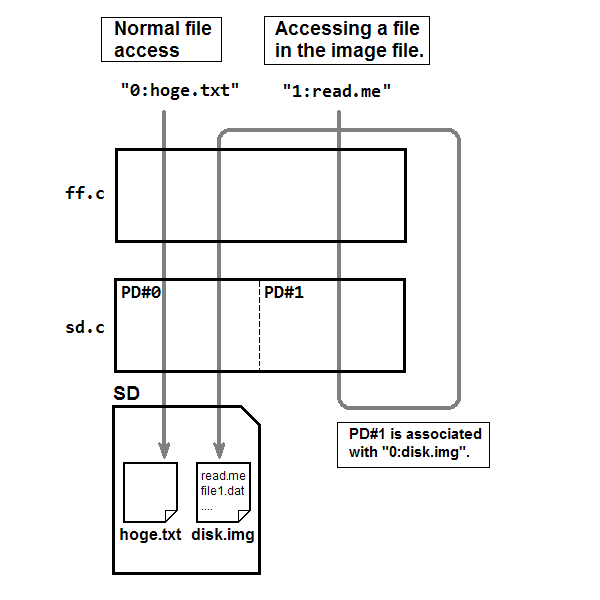 Normal file
access
Accessing a file
in the image file.
"0:hoge.txt"
"1:read.me"
ff.c
PD#0
PD#1
sd.c
SD
PD#1 is associated
with "0:disk.img".
read.me
file1.dat
....
hoge.txt
disk.img